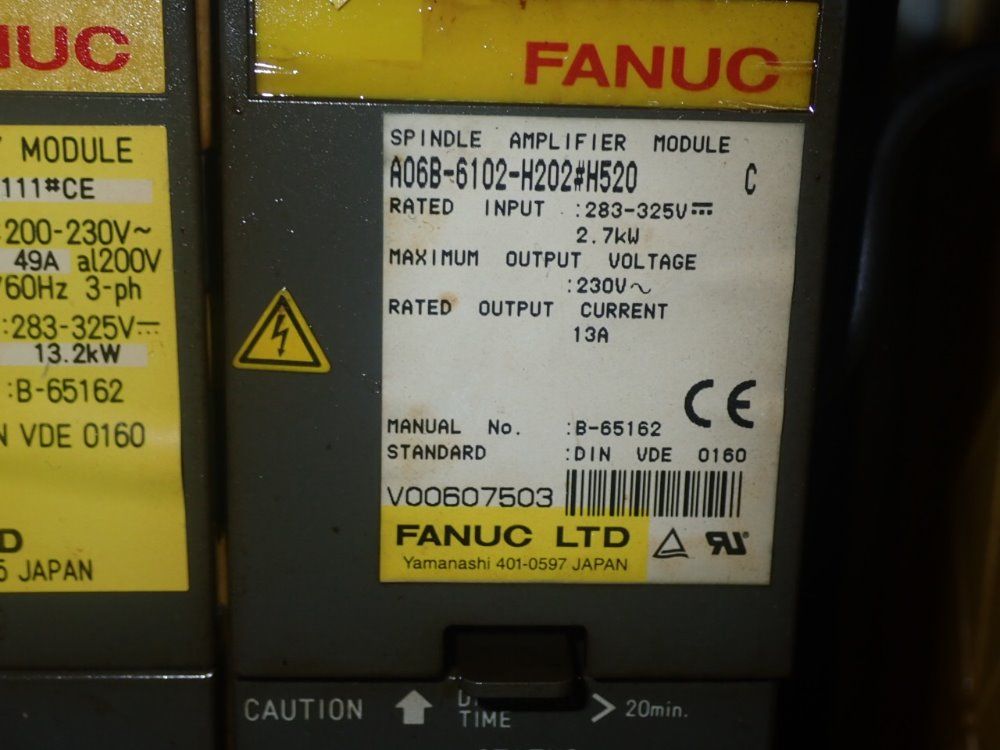 FANUC
SPINDLE AMPLIFIER MODULE
A06B-6102-H202#H520 C
RATED INPUT :283-325V⎓
2.7kW
MAXIMUM OUTPUT VOLTAGE
:230V~
RATED OUTPUT CURRENT
13A
CE
MANUAL No. :B-65162
STANDARD :DIN VDE 0160
V00607503
FANUC LTD
Yamanashi 401-0597 JAPAN
CAUTION
TIME
> 20min.
UC
MODULE
111#CE
:200-230V~
49A al200V
/60Hz 3-ph
:283-325V⎓
13.2kW
:B-65162
N VDE 0160
D
JAPAN